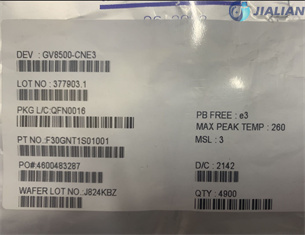 JIALIAN
DEV : GV8500-CNE3
LOT NO : 377903.1
PKG L/C:QFN0016
PB FREE : e3
MAX PEAK TEMP : 260
PT NO:F30GNT1S01001
MSL : 3
PO#:4600483287
D/C : 2142
WAFER LOT NO.:J824KBZ
QTY : 4900